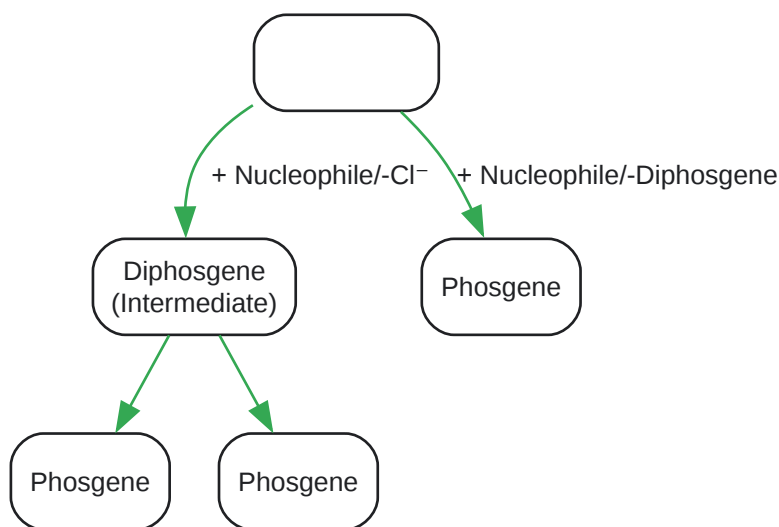 + Nucleophile/-Cl⁻
+ Nucleophile/-Diphosgene
Diphosgene
(Intermediate)
Phosgene
Phosgene
Phosgene